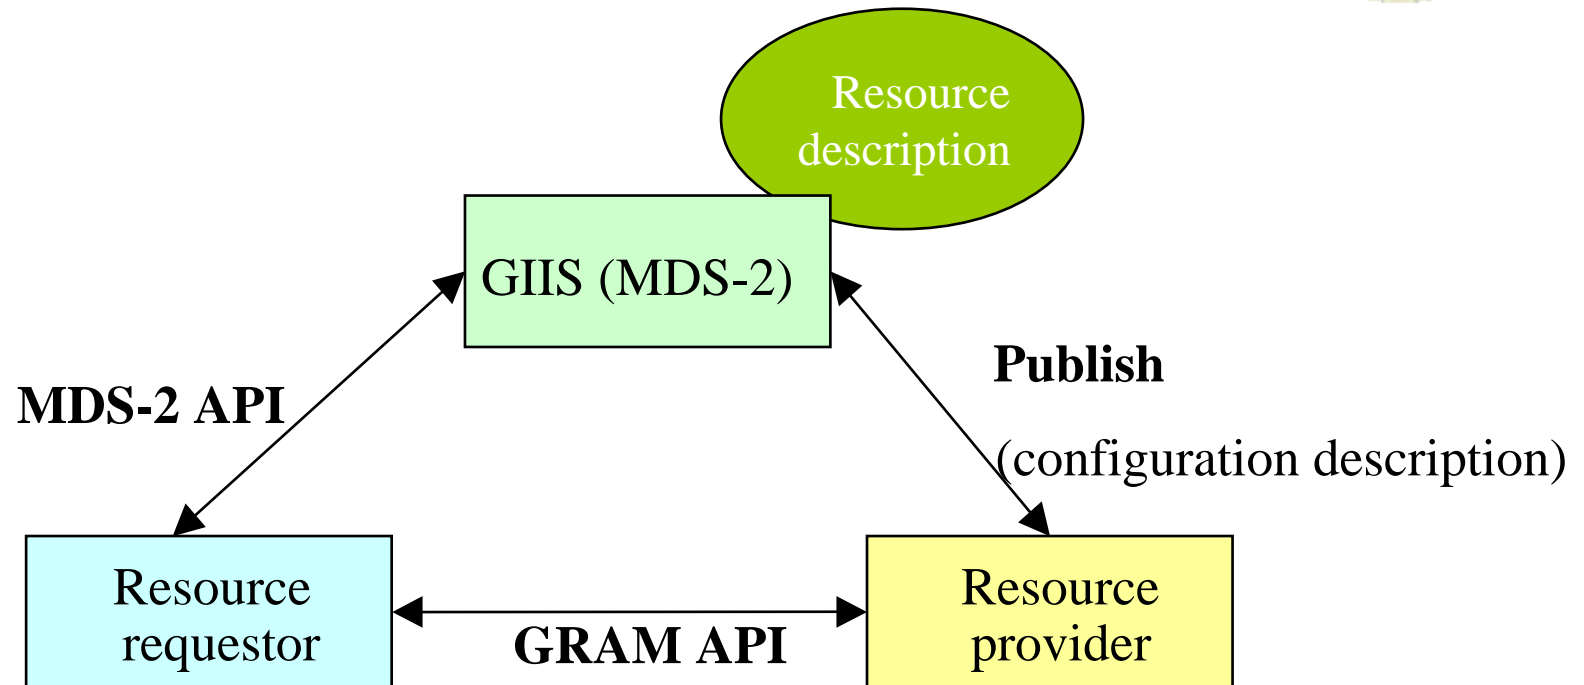 Resource
description
GIIS (MDS-2)
Publish
MDS-2 API
(configuration description)
Resource
requestor
GRAM API
Resource
provider